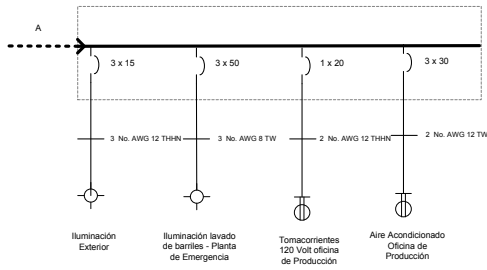 A
3 x 15
3 x 50
1 x 20
3 x 30
3 No. AWG 12 THHN
3 No. AWG 8 TW
2 No. AWG 12 THHN
2 No. AWG 12 TW
Iluminación
Exterior
Iluminación lavado
de barriles - Planta
de Emergencia
Tomacorrientes
120 Volt oficina
de Producción
Aire Acondicionado
Oficina de
Producción